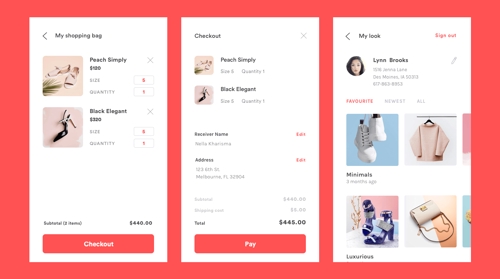 My shopping bag
Peach Simply
$120
SIZE 5
QUANTITY 1
Black Elegant
$320
SIZE 5
QUANTITY 1
Subtotal (2 items) $440.00
Checkout
Checkout
Peach Simply
Size 5 Quantity 1
Black Elegant
Size 5 Quantity 1
Receiver Name Edit
Nella Kharisma
Address Edit
123 6th St
Melbourne, FL 32904
Subtotal $440.00
Shipping cost $5.00
Total $445.00
Pay
My look Sign out
Lynn Brooks
1518 Jenna Lane
Des Moines, IA 50313
617-863-8953
FAVOURITE NEWEST ALL
Minimals
3 months ago
Luxurious